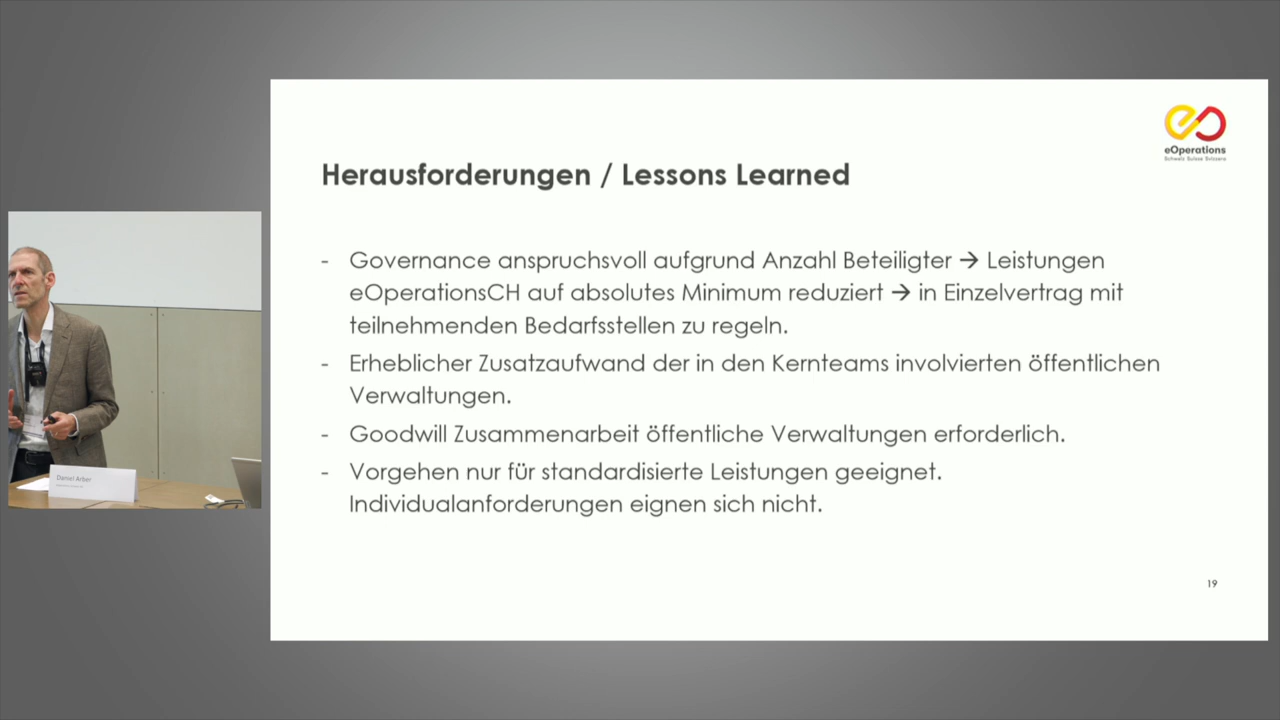 eOperations
Schweiz Suisse Svizzera
Herausforderungen / Lessons Learned
- Governance anspruchsvoll aufgrund Anzahl Beteiligter → Leistungen
eOperationsCH auf absolutes Minimum reduziert → in Einzelvertrag mit
teilnehmenden Bedarfsstellen zu regeln.
- Erheblicher Zusatzaufwand der in den Kernteams involvierten öffentlichen
Verwaltungen.
- Goodwill Zusammenarbeit öffentliche Verwaltungen erforderlich.
- Vorgehen nur für standardisierte Leistungen geeignet.
Individualanforderungen eignen sich nicht.
19
Daniel Arber